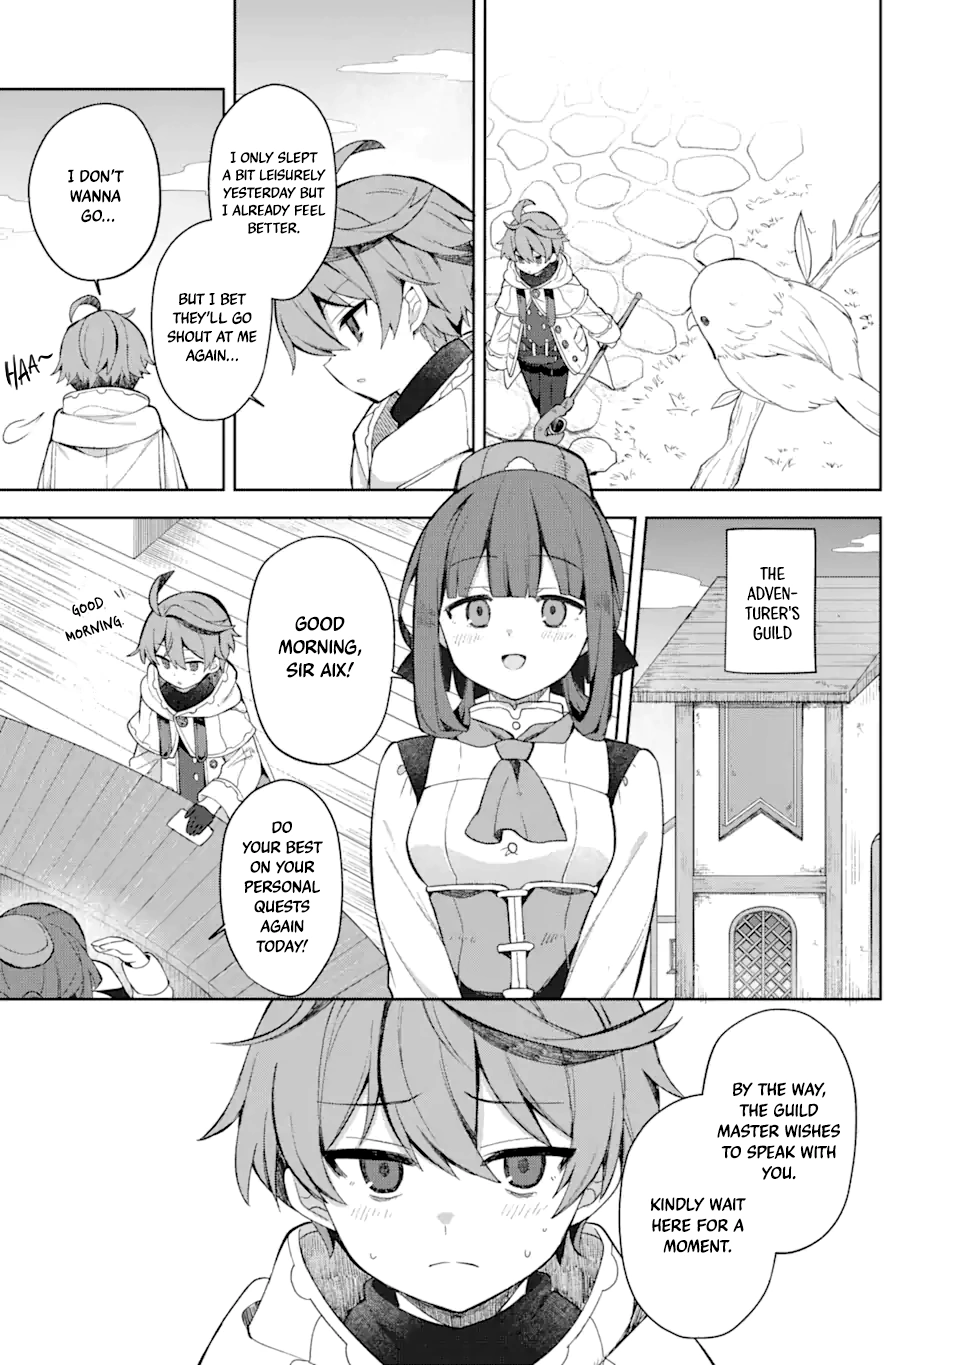 I ONLY SLEPT
A BIT LEISURELY
YESTERDAY BUT
I ALREADY FEEL
BETTER.
BUT I BET
THEY'LL GO
SHOUT AT ME
AGAIN...
I DON'T
WANNA
GO...
HAA~
THE
ADVEN-
TURER'S
GUILD
GOOD
MORNING,
SIR AIX!
GOOD
MORNING.
DO
YOUR BEST
ON YOUR
PERSONAL
QUESTS
AGAIN
TODAY!
BY THE WAY,
THE GUILD
MASTER WISHES
TO SPEAK WITH
YOU.
KINDLY WAIT
HERE FOR A
MOMENT.